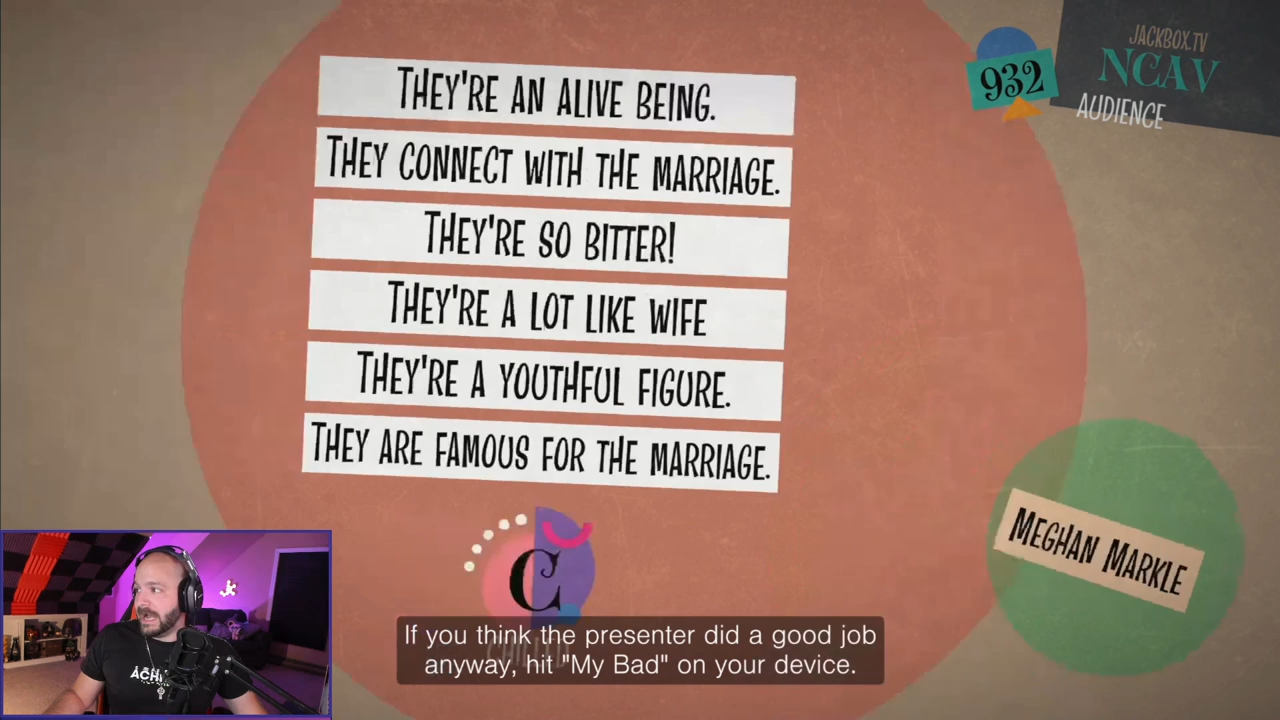 THEY'RE AN ALIVE BEING.
THEY CONNECT WITH THE MARRIAGE.
THEY'RE SO BITTER!
THEY'RE A LOT LIKE WIFE
THEY'RE A YOUTHFUL FIGURE.
THEY ARE FAMOUS FOR THE MARRIAGE.
932
JACKBOX.TV
NCAV
AUDIENCE
MEGHAN MARKLE
C
If you think the presenter did a good job
anyway, hit "My Bad" on your device.